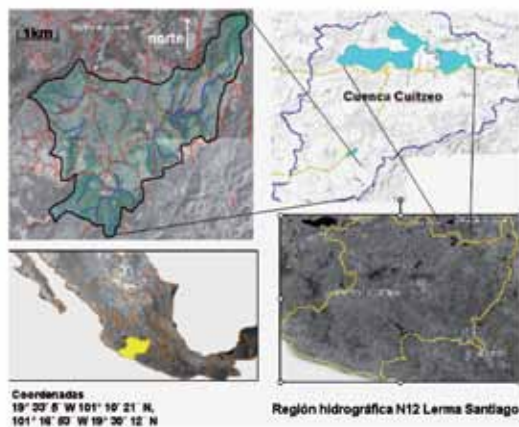 1km
norte
Cuenca Cuitzeo
Coordenadas
19° 33´ 5´ W 101° 10´ 21´ N,
101° 16´ 53´ W 19° 30´ 12´ N
Región hidrográfica N12 Lerma Santiago